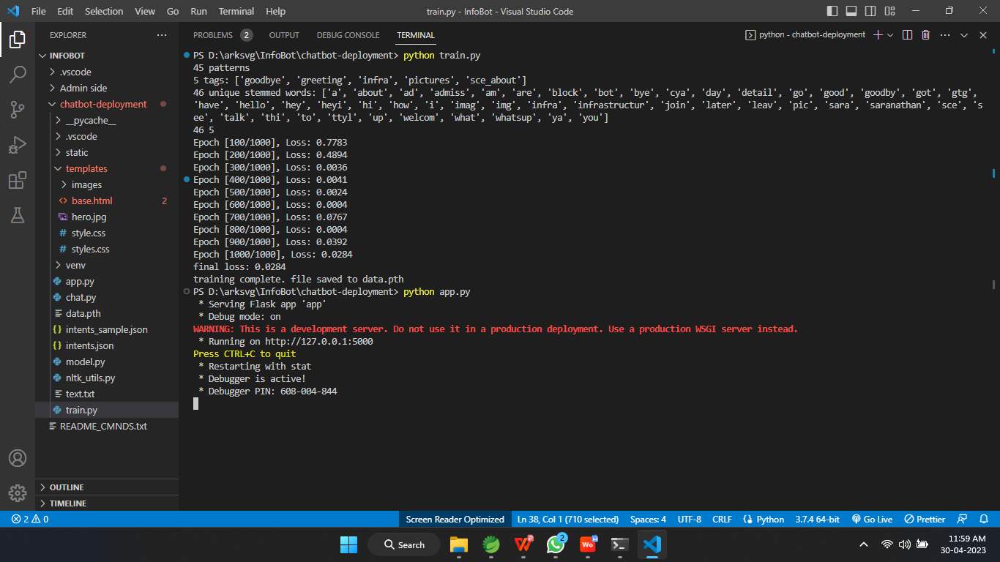 File Edit Selection View Go Run Terminal Help
train.py - InfoBot - Visual Studio Code
EXPLORER
INFOBOT
.vscode
Admin side
chatbot-deployment
__pycache__
.vscode
static
templates
images
base.html 2
hero.jpg
style.css
styles.css
venv
app.py
chat.py
data.pth
intents_sample.json
intents.json
model.py
nltk_utils.py
text.txt
train.py
README_CMNDS.txt
OUTLINE
TIMELINE
PROBLEMS 2 OUTPUT DEBUG CONSOLE TERMINAL
python - chatbot-deployment
PS D:\arksvg\InfoBot\chatbot-deployment> python train.py
45 patterns
5 tags: ['goodbye', 'greeting', 'infra', 'pictures', 'sce_about']
46 unique stemmed words: ['a', 'about', 'ad', 'admiss', 'am', 'are', 'block', 'bot', 'bye', 'cya', 'day', 'detail', 'go', 'good', 'goodby', 'got', 'gtg',
'have', 'hello', 'hey', 'heyi', 'hi', 'how', 'i', 'imag', 'img', 'infra', 'infrastructur', 'join', 'later', 'leav', 'pic', 'sara', 'saranathan', 'sce', 's
ee', 'talk', 'thi', 'to', 'ttyl', 'up', 'welcom', 'what', 'whatsup', 'ya', 'you']
46 5
Epoch [100/1000], Loss: 0.7783
Epoch [200/1000], Loss: 0.4894
Epoch [300/1000], Loss: 0.0036
Epoch [400/1000], Loss: 0.0041
Epoch [500/1000], Loss: 0.0024
Epoch [600/1000], Loss: 0.0004
Epoch [700/1000], Loss: 0.0767
Epoch [800/1000], Loss: 0.0004
Epoch [900/1000], Loss: 0.0392
Epoch [1000/1000], Loss: 0.0284
final loss: 0.0284
training complete. file saved to data.pth
PS D:\arksvg\InfoBot\chatbot-deployment> python app.py
* Serving Flask app 'app'
* Debug mode: on
WARNING: This is a development server. Do not use it in a production deployment. Use a production WSGI server instead.
* Running on http://127.0.0.1:5000
Press CTRL+C to quit
* Restarting with stat
* Debugger is active!
* Debugger PIN: 608-004-844
2 0
Screen Reader Optimized Ln 38, Col 1 (710 selected) Spaces: 4 UTF-8 CRLF Python 3.7.4 64-bit Go Live Prettier
Search
2
Wo
11:59 AM
30-04-2023